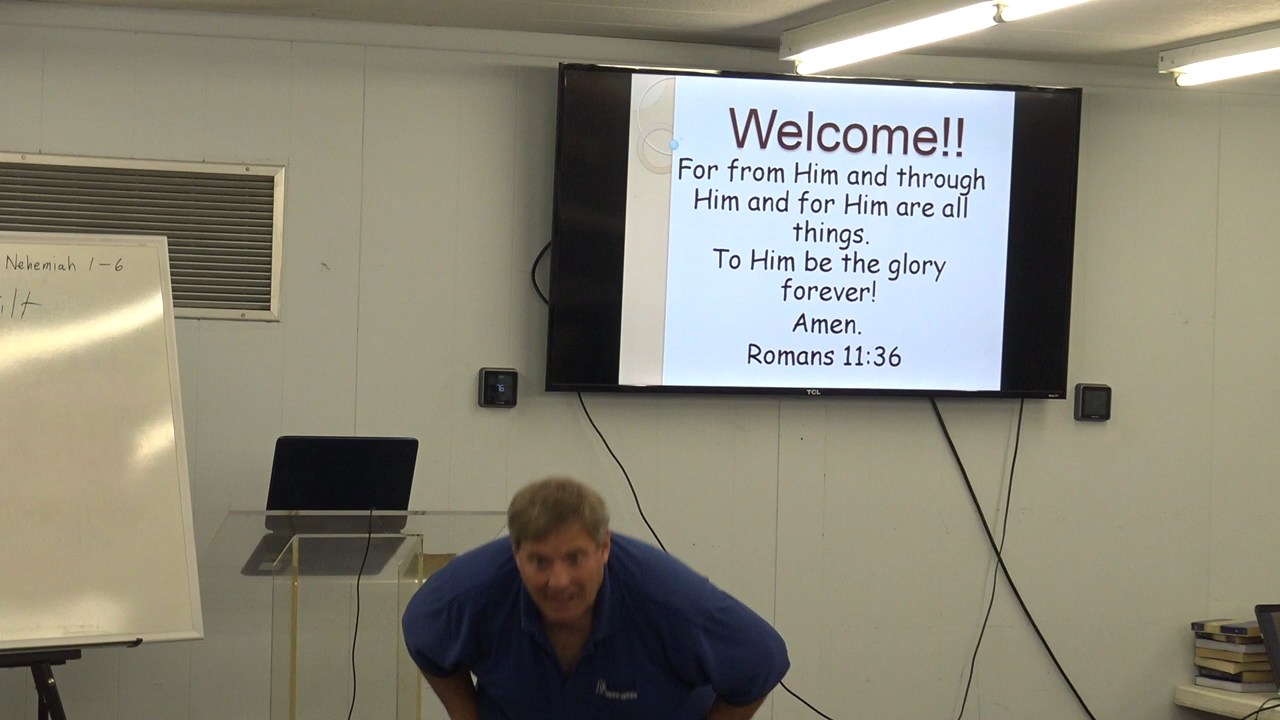 Nehemiah 1-6
Welcome!!
For from Him and through
Him and for Him are all
things.
To Him be the glory
forever!
Amen.
Romans 11:36
TCL
76